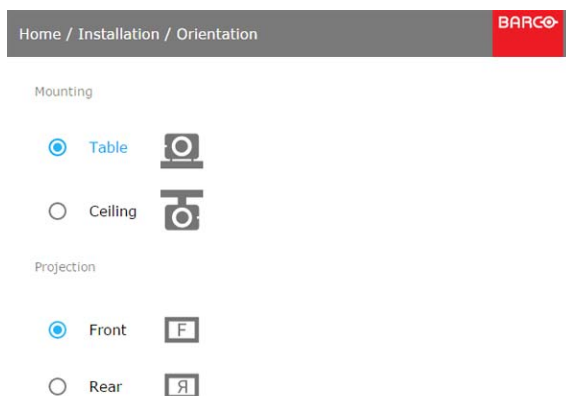 Home / Installation / Orientation
BARCO
Mounting
Table
Ceiling
Projection
Front
F
Rear
Я